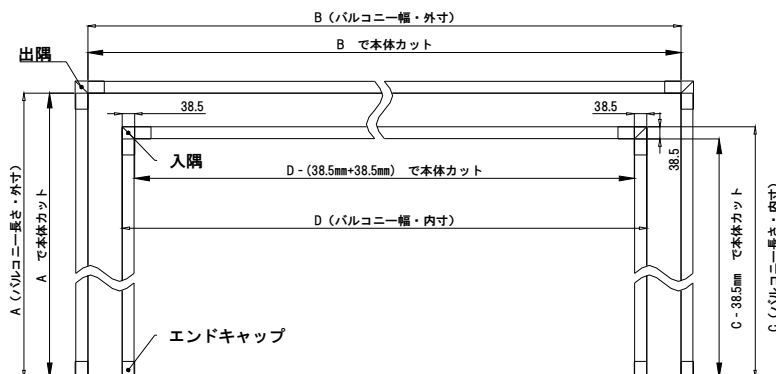 B（バルコニー幅・外寸）
B で本体カット
出隅
38.5
38.5
入隅
38.5
D-(38.5mm+38.5mm) で本体カット
D（バルコニー幅・内寸）
A（バルコニー長さ・外寸）
A で本体カット
C-38.5mm で本体カット
C（バルコニー長さ・内寸）
エンドキャップ